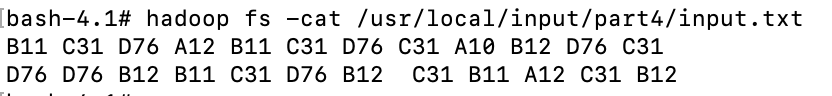 [bash-4.1# hadoop fs -cat /usr/local/input/part4/input.txt
B11 C31 D76 A12 B11 C31 D76 C31 A10 B12 D76 C31
D76 D76 B12 B11 C31 D76 B12  C31 B11 A12 C31 B12